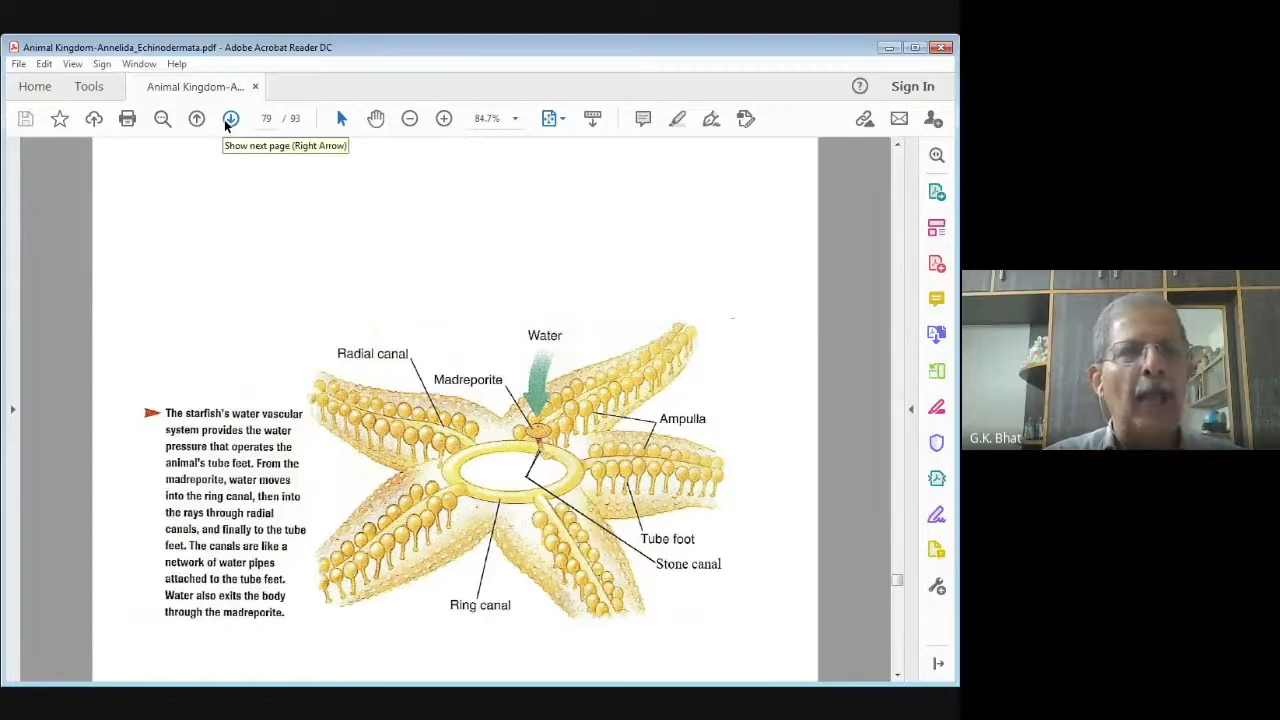 Animal Kingdom-Annelida_Echinodermata.pdf - Adobe Acrobat Reader DC
File Edit View Sign Window Help
Home Tools Animal Kingdom-A... × Sign In
79 / 93 84.7%
Show next page (Right Arrow)
Water
Radial canal
Madreporite
Ampulla
The starfish's water vascular
system provides the water
pressure that operates the
animal's tube feet. From the
madreporite, water moves
into the ring canal, then into
the rays through radial
canals, and finally to the tube
feet. The canals are like a
network of water pipes
attached to the tube feet.
Water also exits the body
through the madreporite.
Tube foot
Stone canal
Ring canal
G.K. Bhat